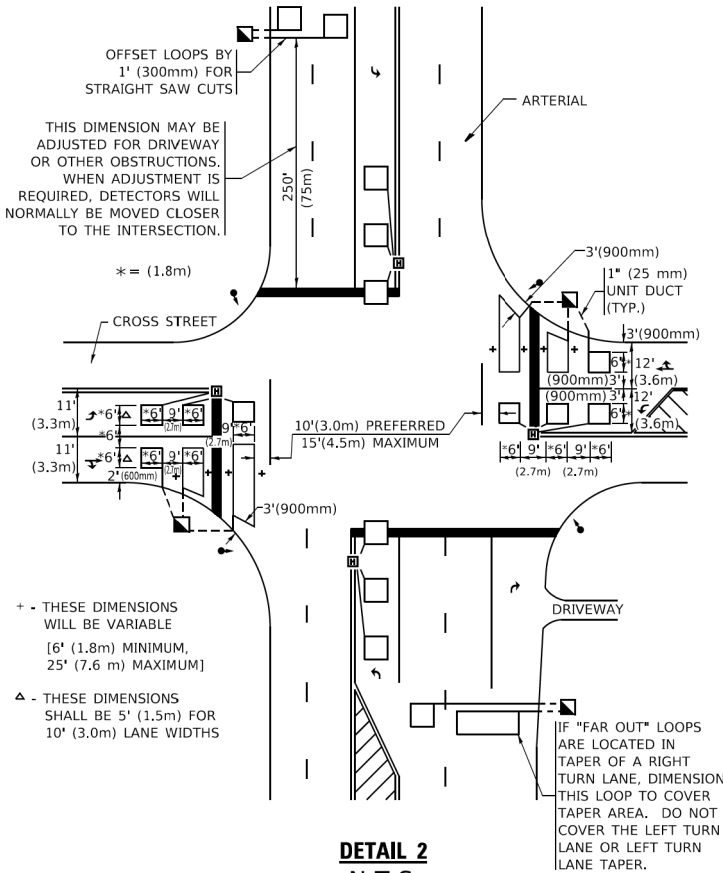 OFFSET LOOPS BY
1' (300mm) FOR
STRAIGHT SAW CUTS
THIS DIMENSION MAY BE
ADJUSTED FOR DRIVEWAY
OR OTHER OBSTRUCTIONS.
WHEN ADJUSTMENT IS
REQUIRED, DETECTORS WILL
NORMALLY BE MOVED CLOSER
TO THE INTERSECTION.
250'
(75m)
ARTERIAL
* = (1.8m)
H
3'(900mm)
1" (25 mm)
UNIT DUCT
(TYP.)
CROSS STREET
3'(900mm)
+ + +
6'* 12'
(900mm) 3' (3.6m)
(900mm) 3' 12'
6'* (3.6m)
H
*6' 9' *6' 9' *6'
(2.7m) (2.7m)
10'(3.0m) PREFERRED
15'(4.5m) MAXIMUM
H
11'
(3.3m)
*6' Δ *6' 9' *6'
(2.7m)
*6'
9' *6'
(2.7m)
11'
(3.3m)
*6' Δ *6' 9' *6'
(2.7m)
+ + +
2' (600mm)
3'(900mm)
H
DRIVEWAY
+ - THESE DIMENSIONS
WILL BE VARIABLE
[6' (1.8m) MINIMUM,
25' (7.6 m) MAXIMUM]
Δ - THESE DIMENSIONS
SHALL BE 5' (1.5m) FOR
10' (3.0m) LANE WIDTHS
IF "FAR OUT" LOOPS
ARE LOCATED IN
TAPER OF A RIGHT
TURN LANE, DIMENSION
THIS LOOP TO COVER
TAPER AREA. DO NOT
COVER THE LEFT TURN
LANE OR LEFT TURN
LANE TAPER.
DETAIL 2